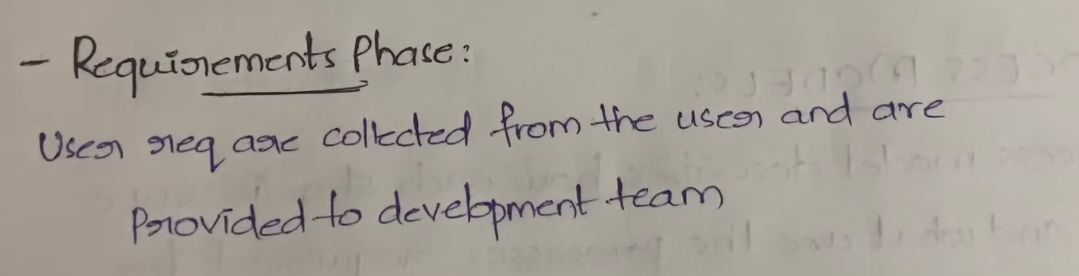 - Requirements Phase:
User req are collected from the user and are
Provided to development team